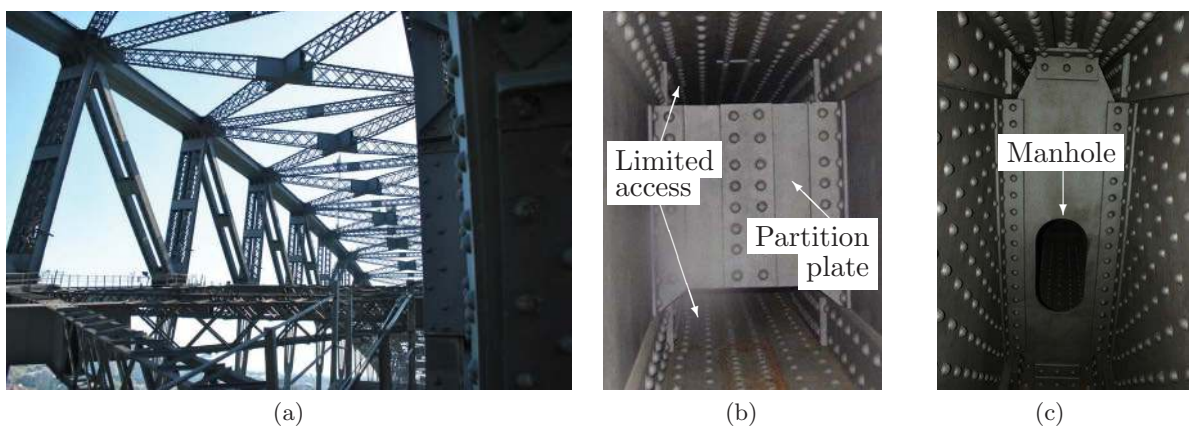 Limited
access
Partition
plate
Manhole
(a)
(b)
(c)